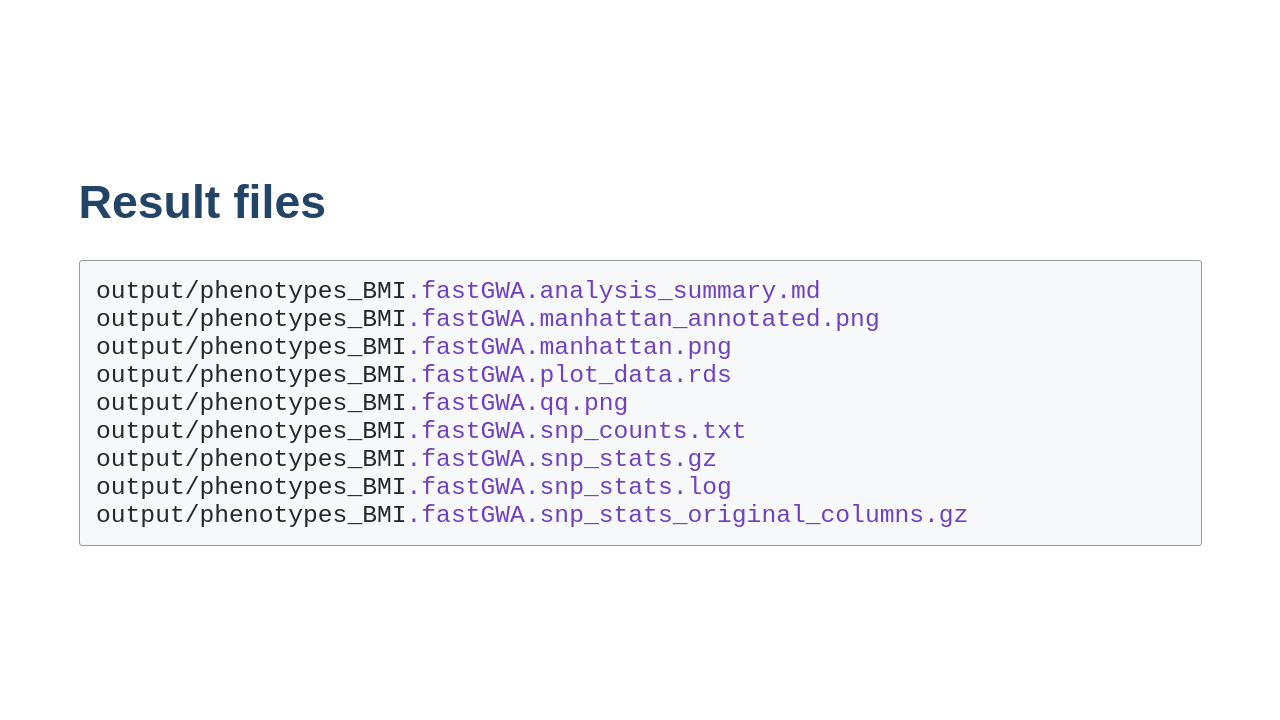 Result files
output/phenotypes_BMI.fastGWA.analysis_summary.md
output/phenotypes_BMI.fastGWA.manhattan_annotated.png
output/phenotypes_BMI.fastGWA.manhattan.png
output/phenotypes_BMI.fastGWA.plot_data.rds
output/phenotypes_BMI.fastGWA.qq.png
output/phenotypes_BMI.fastGWA.snp_counts.txt
output/phenotypes_BMI.fastGWA.snp_stats.gz
output/phenotypes_BMI.fastGWA.snp_stats.log
output/phenotypes_BMI.fastGWA.snp_stats_original_columns.gz